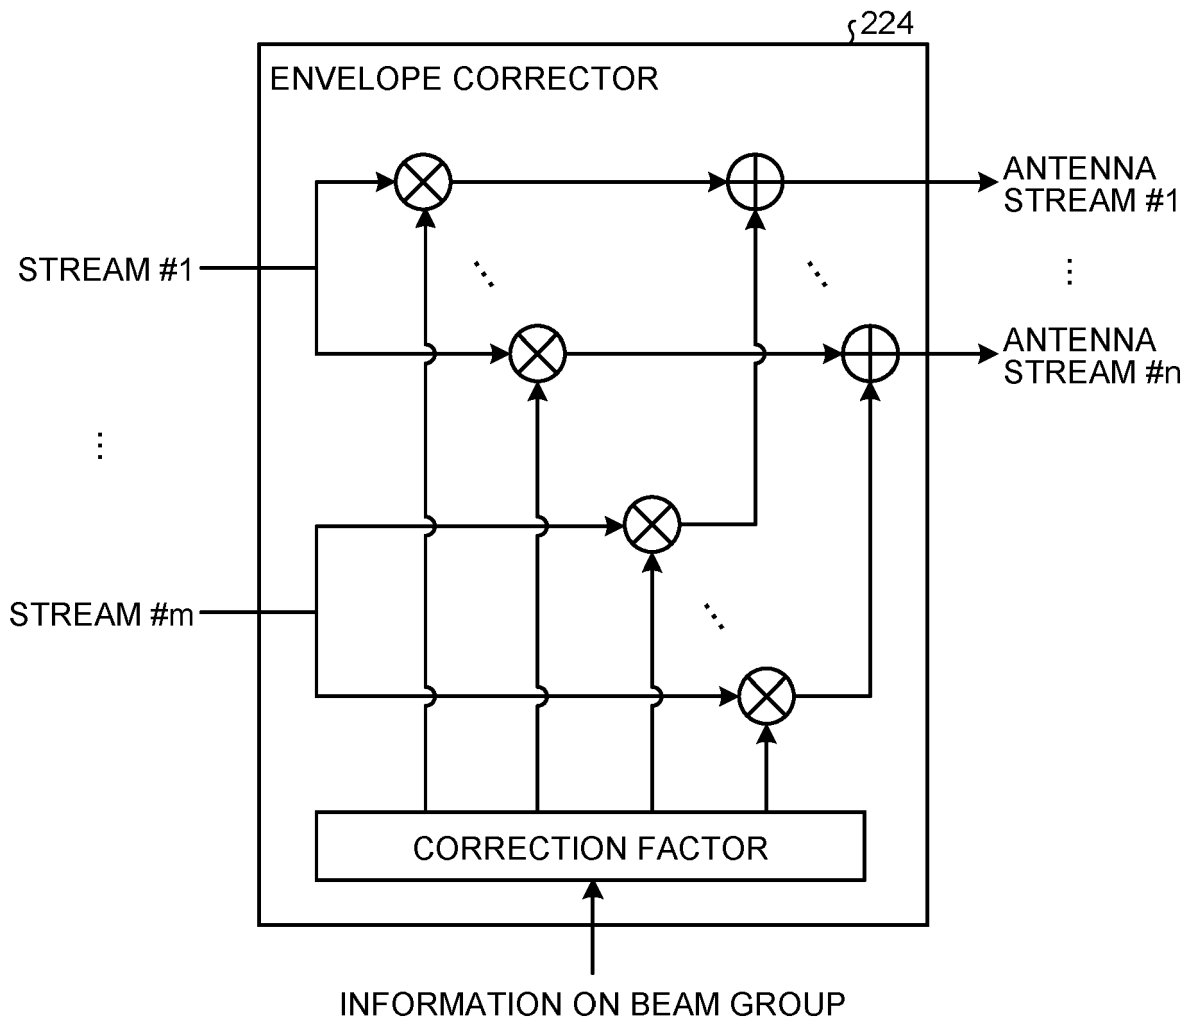 224
ENVELOPE CORRECTOR
ANTENNA
STREAM #1
STREAM #1
ANTENNA
STREAM #n
STREAM #m
CORRECTION FACTOR
INFORMATION ON BEAM GROUP